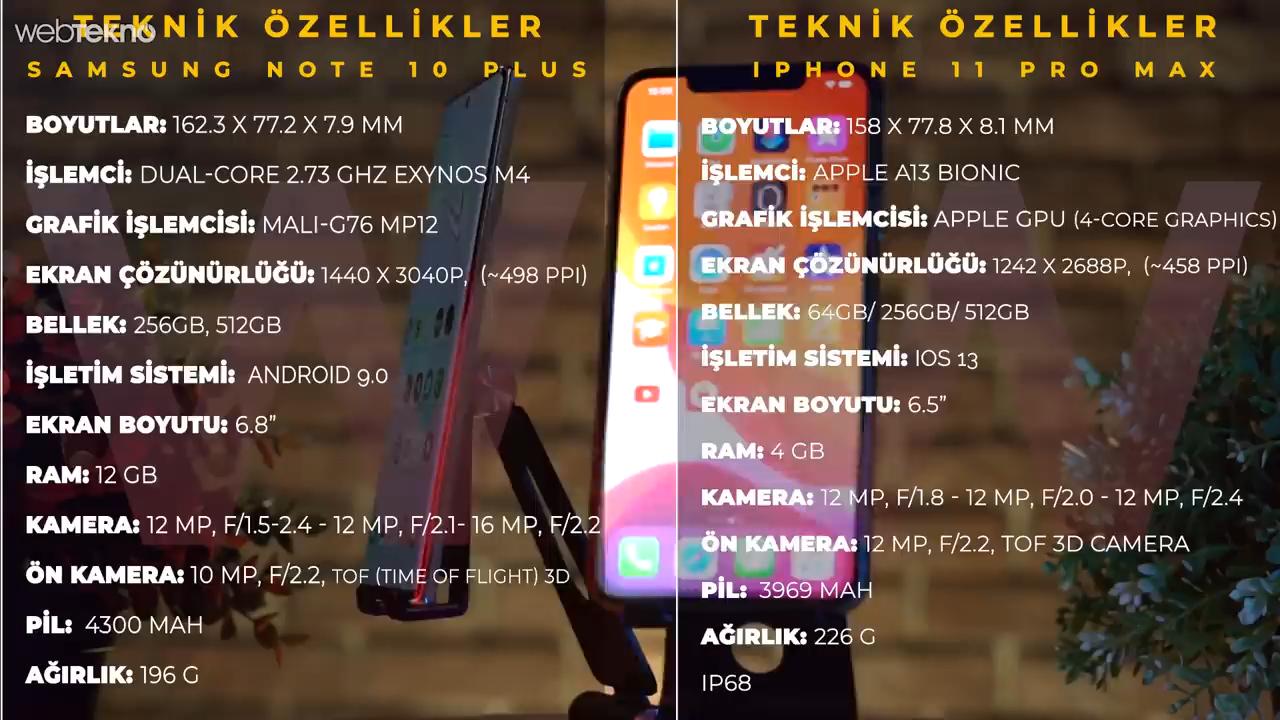 webtekno
TEKNİK ÖZELLİKLER
SAMSUNG NOTE 10 PLUS
BOYUTLAR: 162.3 X 77.2 X 7.9 MM
İŞLEMCİ: DUAL-CORE 2.73 GHZ EXYNOS M4
GRAFİK İŞLEMCİSİ: MALI-G76 MP12
EKRAN ÇÖZÜNÜRLÜĞÜ: 1440 X 3040P, (~498 PPI)
BELLEK: 256GB, 512GB
İŞLETİM SİSTEMİ: ANDROID 9.0
EKRAN BOYUTU: 6.8”
RAM: 12 GB
KAMERA: 12 MP, F/1.5-2.4 - 12 MP, F/2.1- 16 MP, F/2.2
ÖN KAMERA: 10 MP, F/2.2, TOF (TIME OF FLIGHT) 3D
PİL: 4300 MAH
AĞIRLIK: 196 G
TEKNİK ÖZELLİKLER
IPHONE 11 PRO MAX
BOYUTLAR: 158 X 77.8 X 8.1 MM
İŞLEMCİ: APPLE A13 BIONIC
GRAFİK İŞLEMCİSİ: APPLE GPU (4-CORE GRAPHICS)
EKRAN ÇÖZÜNÜRLÜĞÜ: 1242 X 2688P, (~458 PPI)
BELLEK: 64GB/ 256GB/ 512GB
İŞLETİM SİSTEMİ: IOS 13
EKRAN BOYUTU: 6.5”
RAM: 4 GB
KAMERA: 12 MP, F/1.8 - 12 MP, F/2.0 - 12 MP, F/2.4
ÖN KAMERA: 12 MP, F/2.2, TOF 3D CAMERA
PİL: 3969 MAH
AĞIRLIK: 226 G
IP68